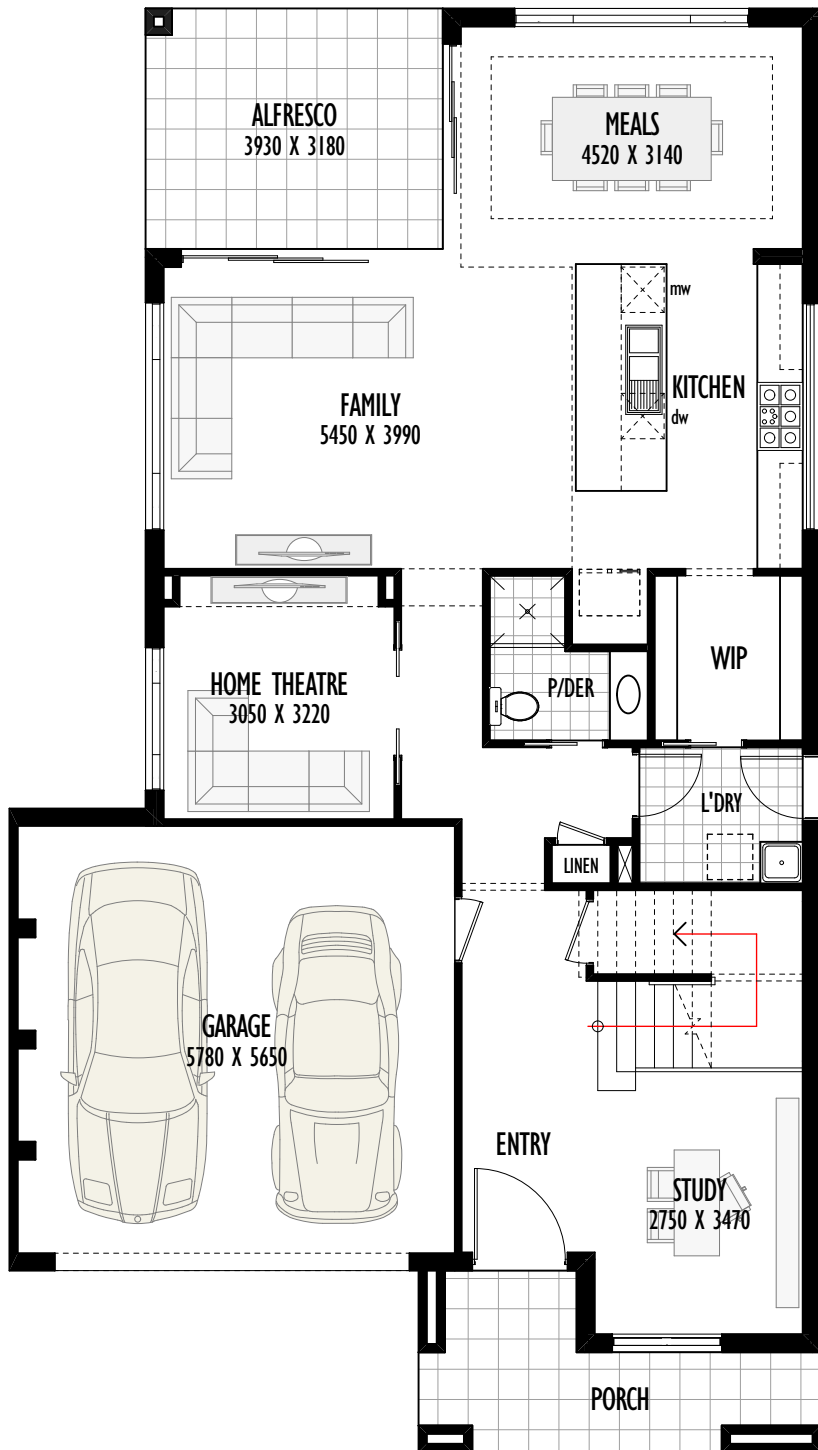 ALFRESCO
3930 X 3180
MEALS
4520 X 3140
mw
KITCHEN
dw
FAMILY
5450 X 3990
HOME THEATRE
3050 X 3220
P/DER
WIP
L'DRY
LINEN
GARAGE
5780 X 5650
ENTRY
STUDY
2750 X 3470
PORCH